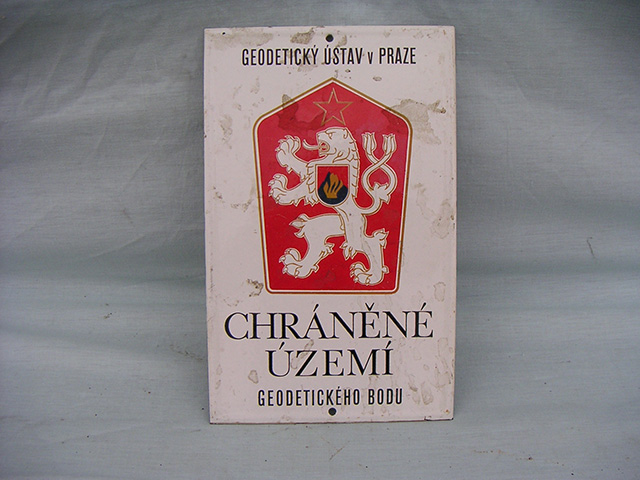 GEODETICKÝ ÚSTAV v PRAZE
CHRÁNĚNÉ
ÚZEMÍ
GEODETICKÉHO BODU